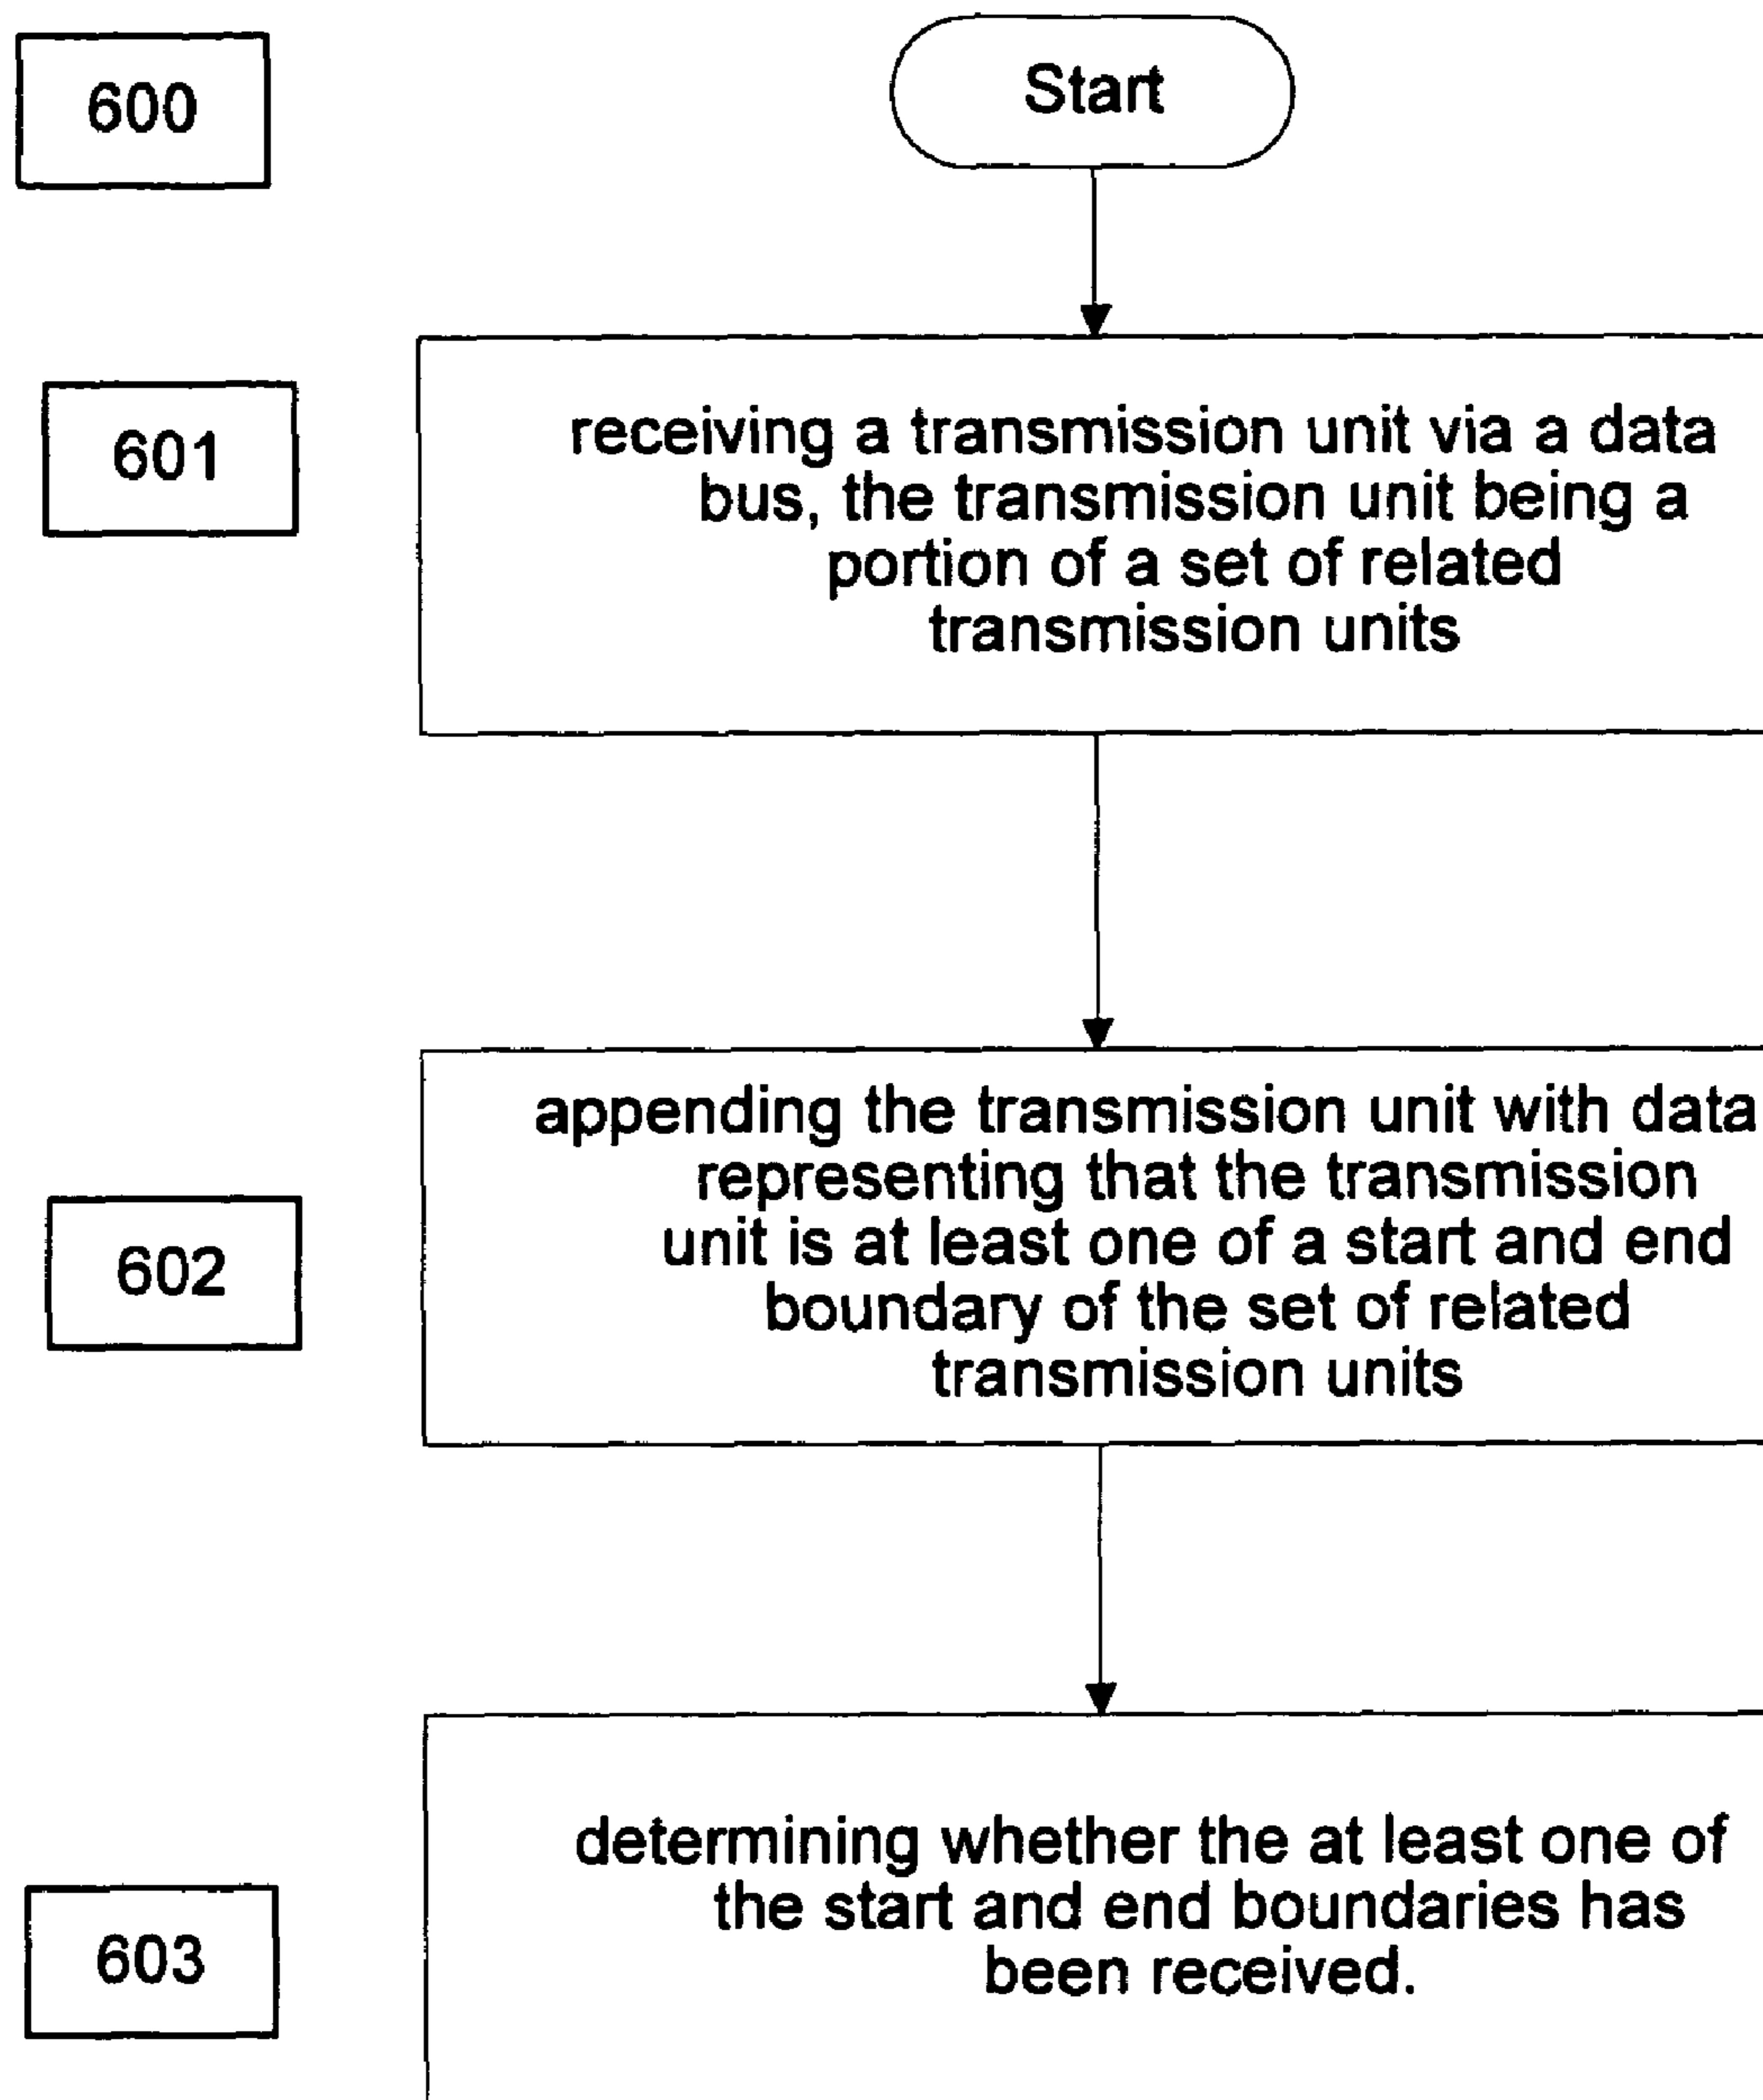 600
Start
601
receiving a transmission unit via a data
bus, the transmission unit being a
portion of a set of related
transmission units
602
appending the transmission unit with data
representing that the transmission
unit is at least one of a start and end
boundary of the set of related
transmission units
603
determining whether the at least one of
the start and end boundaries has
been received.